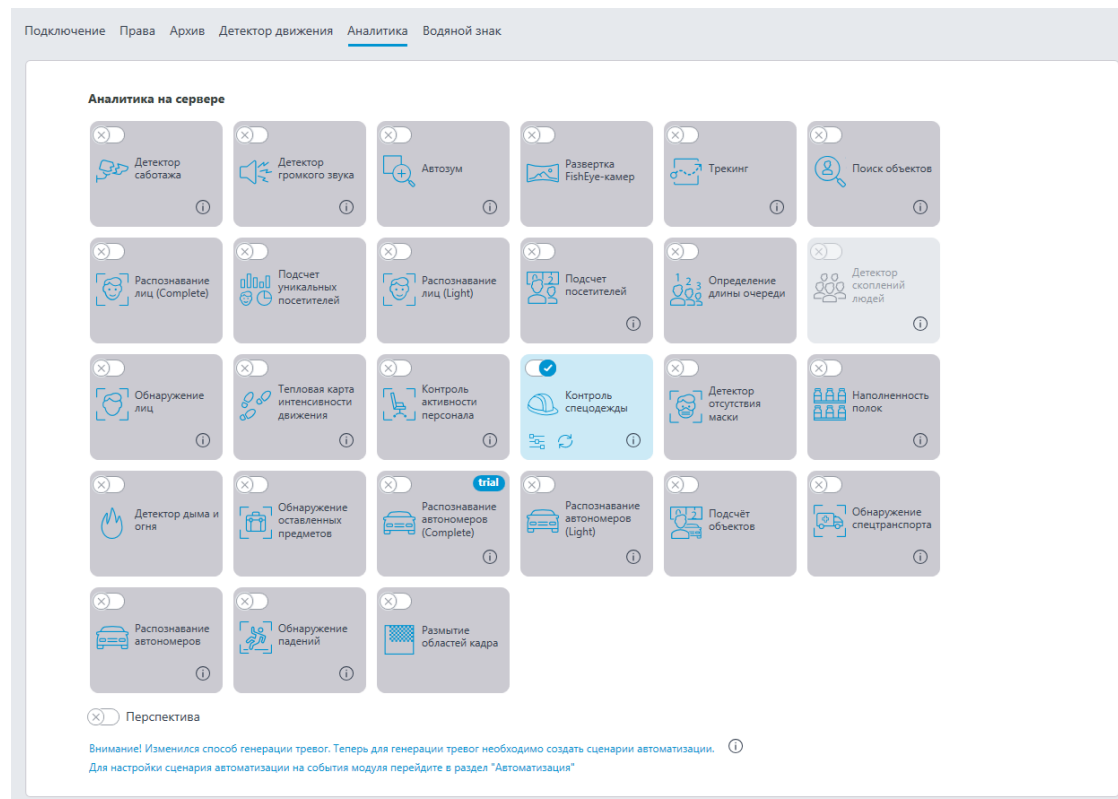 Подключение Права Архив Детектор движения Аналитика Водяной знак
Аналитика на сервере
Детектор
саботажа
Детектор
громкого звука
Автозум
Развертка
FishEye-камер
Трекинг
Поиск объектов
Распознавание
лиц (Complete)
Подсчет
уникальных
посетителей
Распознавание
лиц (Light)
Подсчет
посетителей
1 2 3
Определение
длины очереди
Детектор
скоплений
людей
Обнаружение
лиц
Тепловая карта
интенсивности
движения
Контроль
активности
персонала
Контроль
спецодежды
Детектор
отсутствия
маски
Наполненность
полок
Детектор дыма и
огня
Обнаружение
оставленных
предметов
trial
Распознавание
автономеров
(Complete)
Распознавание
автономеров
(Light)
Подсчёт
объектов
Обнаружение
спецтранспорта
Распознавание
автономеров
Обнаружение
падений
Размытие
областей кадра
Перспектива
Внимание! Изменился способ генерации тревог. Теперь для генерации тревог необходимо создать сценарии автоматизации.
Для настройки сценария автоматизации на события модуля перейдите в раздел "Автоматизация"